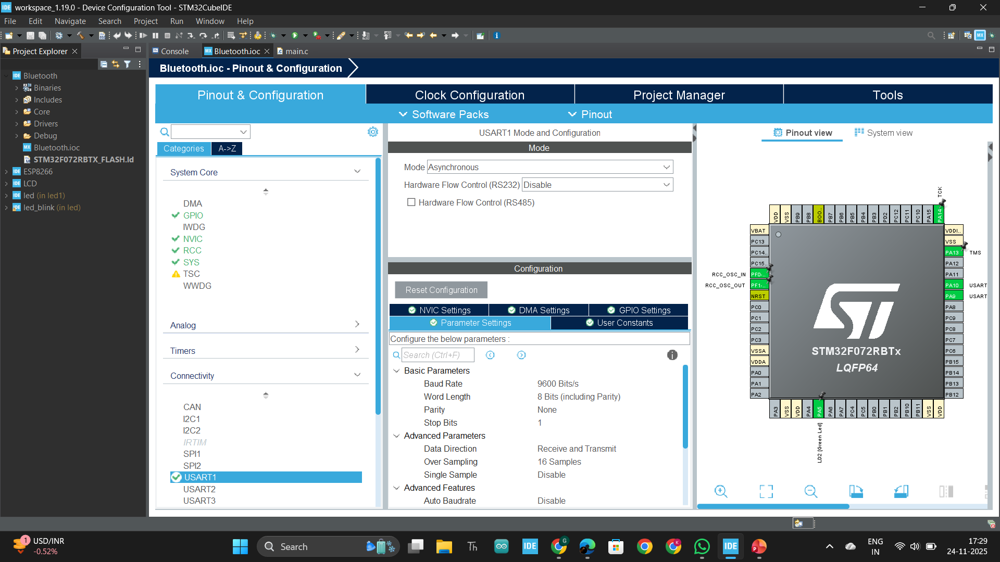 workspace_1.19.0 - Device Configuration Tool - STM32CubeIDE
File Edit Navigate Search Project Run Window Help
Project Explorer
Console
Bluetooth.ioc
main.c
Bluetooth
Binaries
Includes
Core
Drivers
Debug
Bluetooth.ioc
STM32F072RBTX_FLASH.ld
ESP8266
LCD
led (in led1)
led_blink (in led)
Bluetooth.ioc - Pinout & Configuration
Pinout & Configuration
Clock Configuration
Project Manager
Tools
Software Packs
Pinout
Categories
A->Z
System Core
DMA
GPIO
IWDG
NVIC
RCC
SYS
TSC
WWDG
Analog
Timers
Connectivity
CAN
I2C1
I2C2
IRTIM
SPI1
SPI2
USART1
USART2
USART3
USART1 Mode and Configuration
Mode
Mode Asynchronous
Hardware Flow Control (RS232) Disable
Hardware Flow Control (RS485)
Configuration
Reset Configuration
NVIC Settings
DMA Settings
GPIO Settings
Parameter Settings
User Constants
Configure the below parameters :
Search (Ctrl+F)
Basic Parameters
Baud Rate 9600 Bits/s
Word Length 8 Bits (including Parity)
Parity None
Stop Bits 1
Advanced Parameters
Data Direction Receive and Transmit
Over Sampling 16 Samples
Single Sample Disable
Advanced Features
Auto Baudrate Disable
Pinout view
System view
TCK
VDD VSS PB9 PB8 BOO.. PB7 PB6 PB5 PB4 PB3 PD2 PC12 PC11 PC10 PA15 PA14
VBAT
PC13
PC14..
PC15..
RCC_OSC_IN PF0-..
RCC_OSC_OUT PF1-..
NRST
PC0
PC1
PC2
PC3
VSSA
VDDA
PA0
PA1
PA2
VDDI..
VSS
PA13 TMS
PA12
PA11
PA10 USART
PA9 USART
PA8
PC9
PC8
PC7
PC6
PB15
PB14
PB13
PB12
STM32F072RBTx
LQFP64
PA3 VSS VDD PA4 PA5 PA6 PA7 PC4 PC5 PB0 PB1 PB2 PB10 PB11 VSS VDD
LD2 [Green Led]
USD/INR
-0.52%
Search
ENG
IN
17:29
24-11-2025